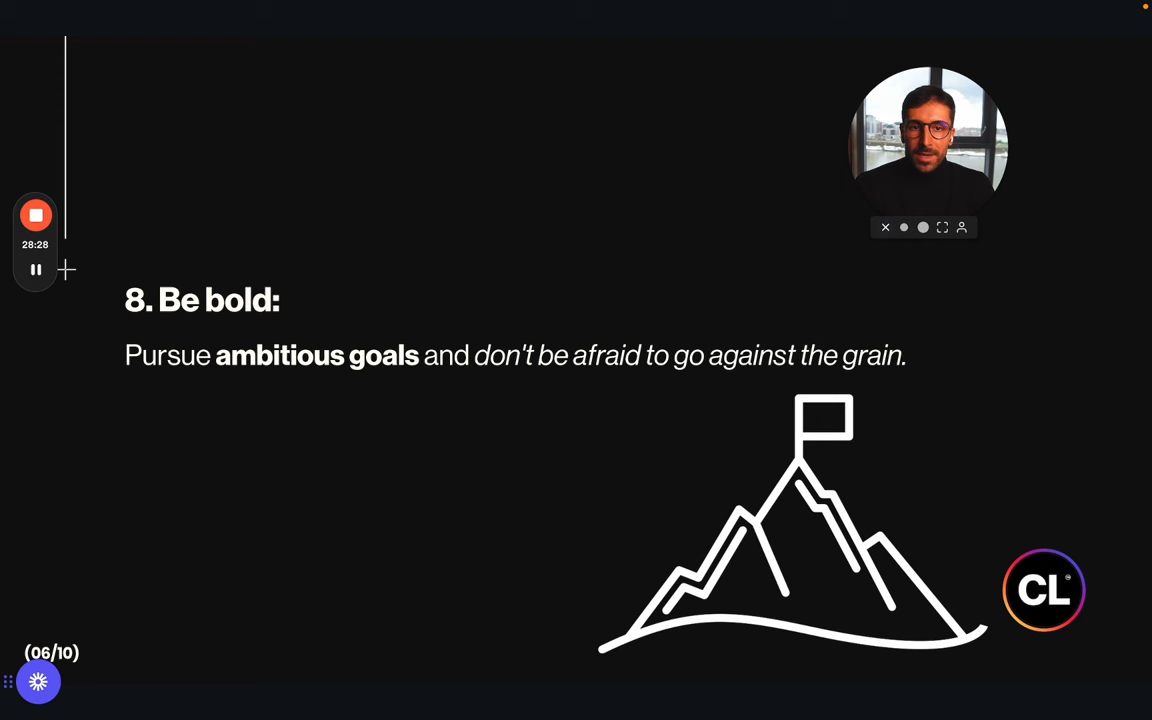 28:28
8. Be bold:
Pursue ambitious goals and don't be afraid to go against the grain.
CL
(06/10)